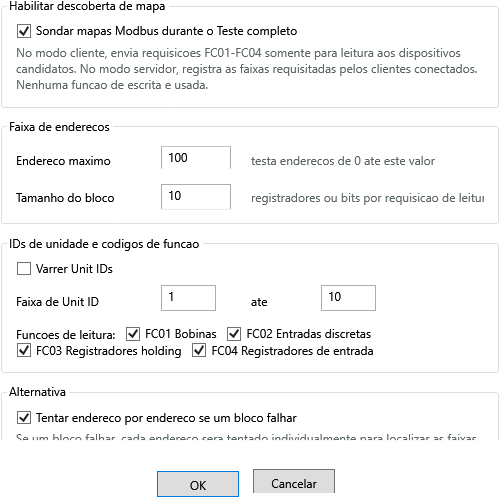 Habilitar descoberta de mapa
Sondar mapas Modbus durante o Teste completo
No modo cliente, envia requisicoes FC01-FC04 somente para leitura aos dispositivos
candidatos. No modo servidor, registra as faixas requisitadas pelos clientes conectados.
Nenhuma funcao de escrita e usada.
Faixa de enderecos
Endereco maximo 100 testa enderecos de 0 ate este valor
Tamanho do bloco 10 registradores ou bits por requisicao de leitur
IDs de unidade e codigos de funcao
Varrer Unit IDs
Faixa de Unit ID 1 ate 10
Funcoes de leitura: FC01 Bobinas FC02 Entradas discretas
FC03 Registradores holding FC04 Registradores de entrada
Alternativa
Tentar endereco por endereco se um bloco falhar
Se um bloco falhar, cada endereco sera tentado individualmente para localizar as faixas
OK Cancelar